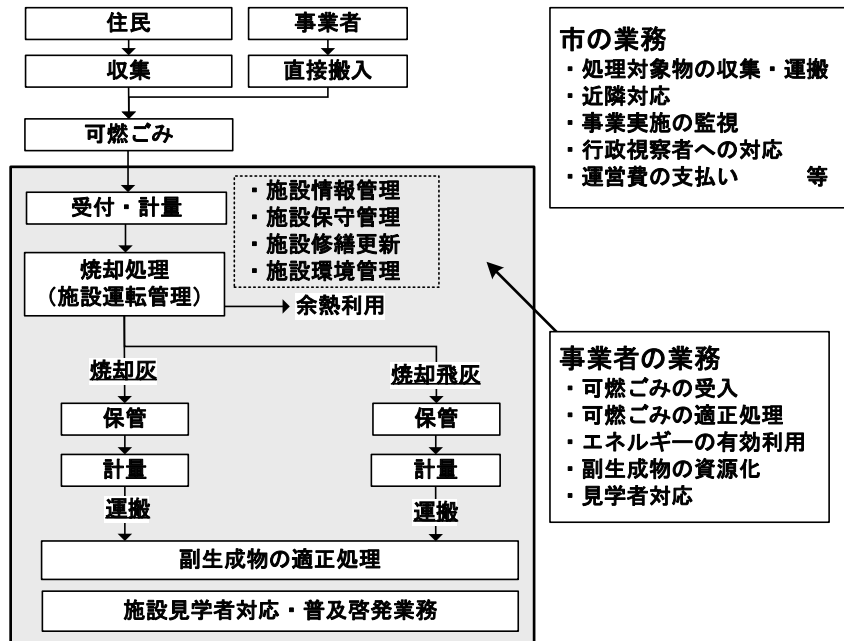 住民
事業者
収集
直接搬入
可燃ごみ
受付・計量
・施設情報管理
・施設保守管理
・施設修繕更新
・施設環境管理
焼却処理
（施設運転管理）
余熱利用
焼却灰
焼却飛灰
保管
保管
計量
計量
運搬
運搬
副生成物の適正処理
施設見学者対応・普及啓発業務
市の業務
・処理対象物の収集・運搬
・近隣対応
・事業実施の監視
・行政視察者への対応
・運営費の支払い　　等
事業者の業務
・可燃ごみの受入
・可燃ごみの適正処理
・エネルギーの有効利用
・副生成物の資源化
・見学者対応